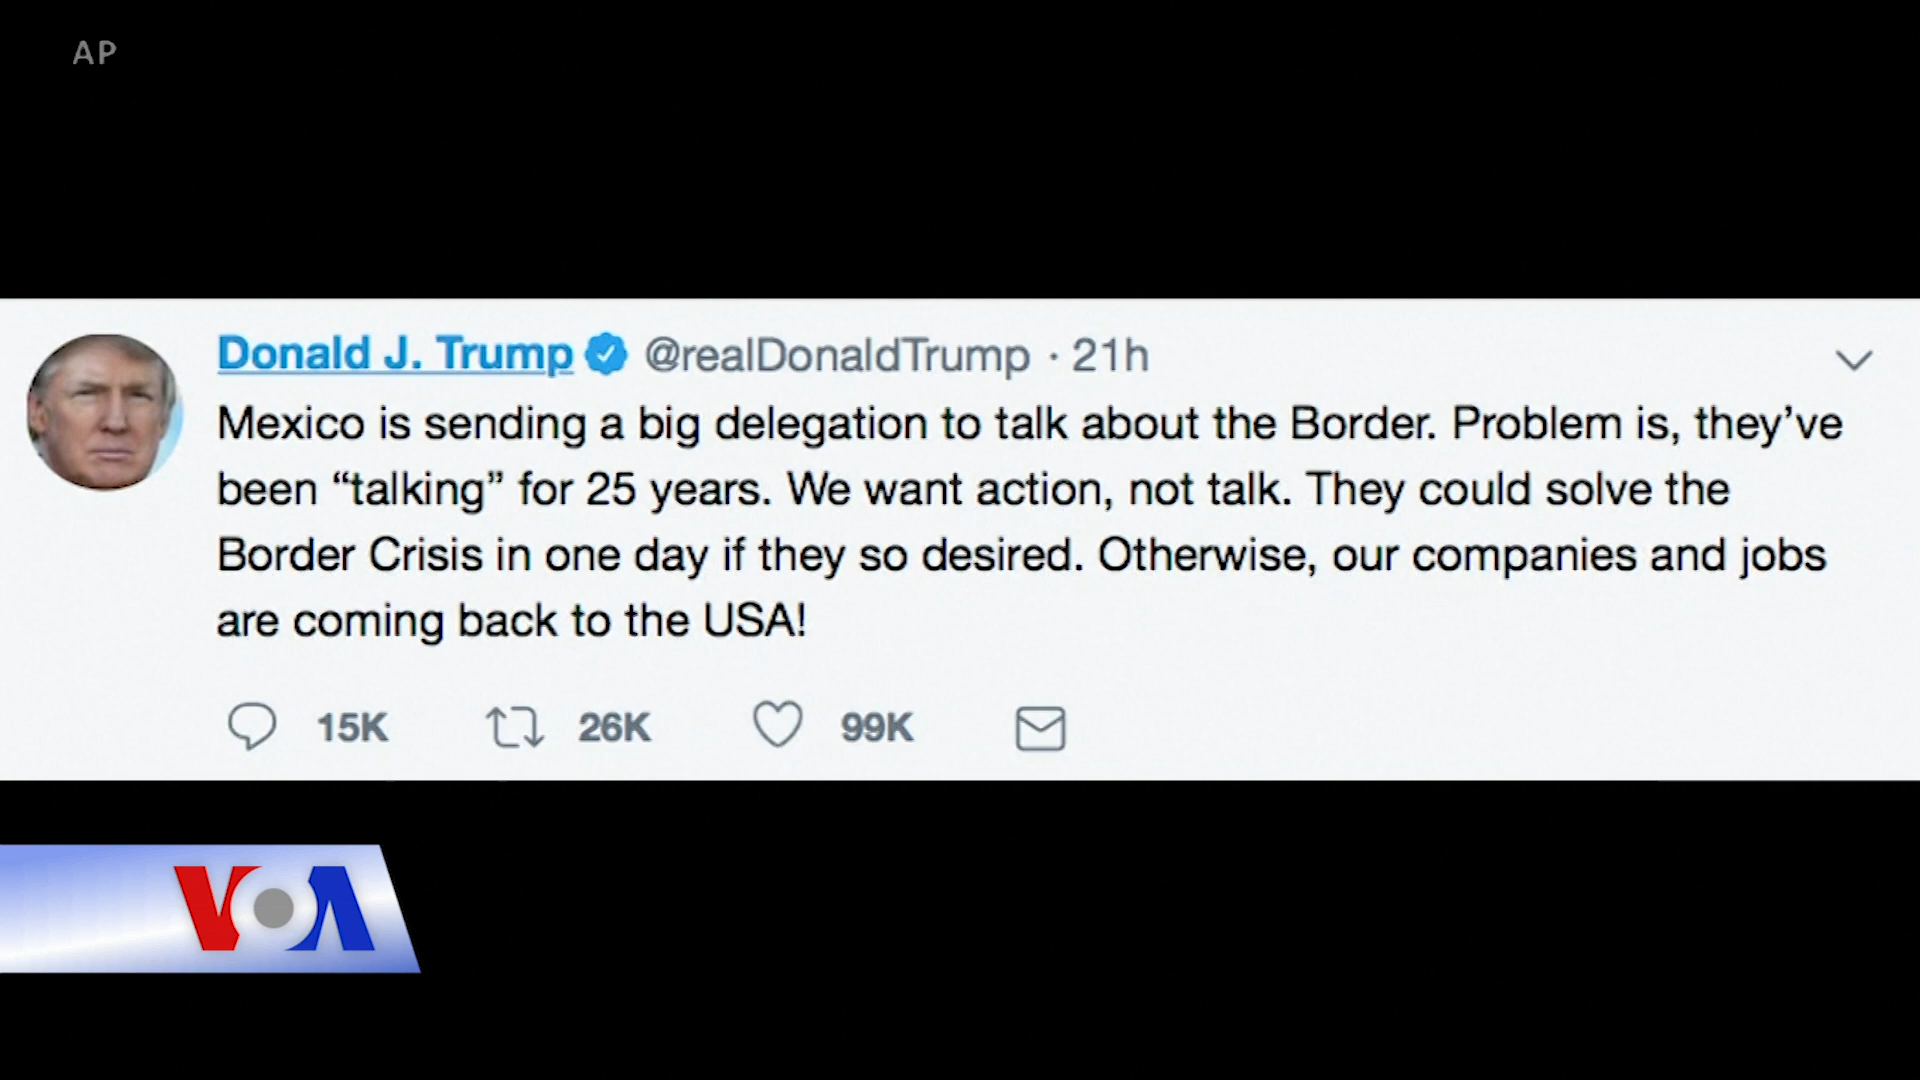 AP
Donald J. Trump @realDonaldTrump · 21h
Mexico is sending a big delegation to talk about the Border. Problem is, they’ve
been “talking” for 25 years. We want action, not talk. They could solve the
Border Crisis in one day if they so desired. Otherwise, our companies and jobs
are coming back to the USA!
15K 26K 99K
VOA